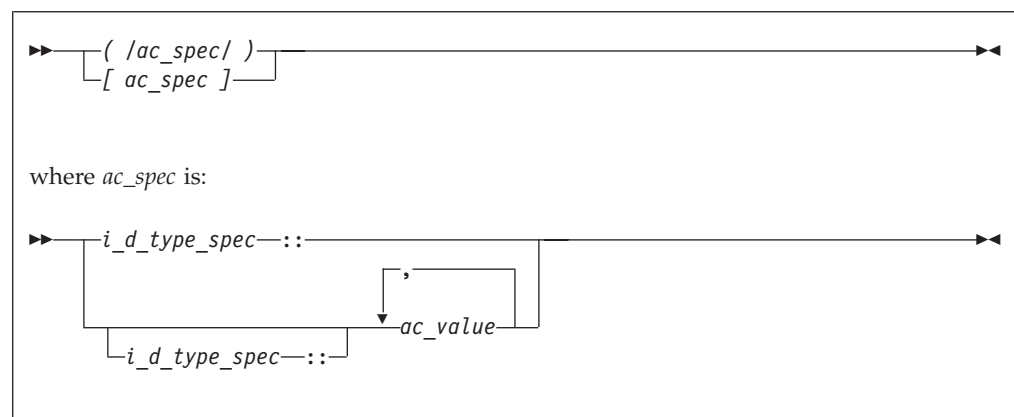 ( /ac_spec/ )
[ ac_spec ]
where ac_spec is:
i_d_type_spec ::
,
ac_value
i_d_type_spec ::